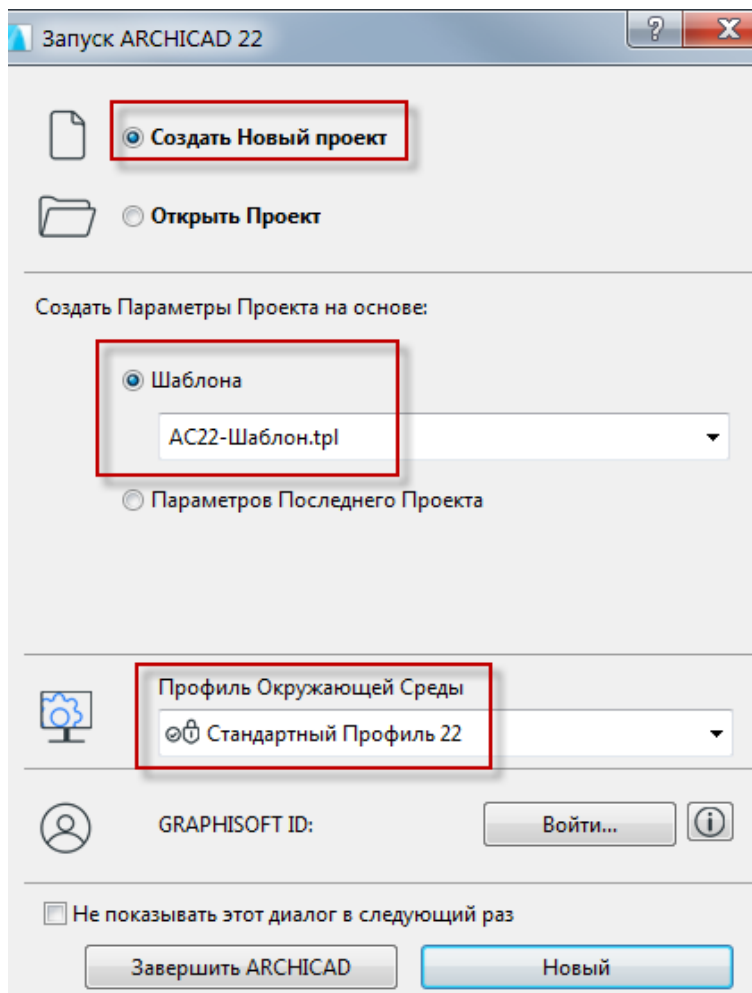 Запуск ARCHICAD 22
Создать Новый проект
Открыть Проект
Создать Параметры Проекта на основе:
Шаблона
АС22-Шаблон.tpl
Параметров Последнего Проекта
Профиль Окружающей Среды
Стандартный Профиль 22
GRAPHISOFT ID:
Войти...
Не показывать этот диалог в следующий раз
Завершить ARCHICAD
Новый